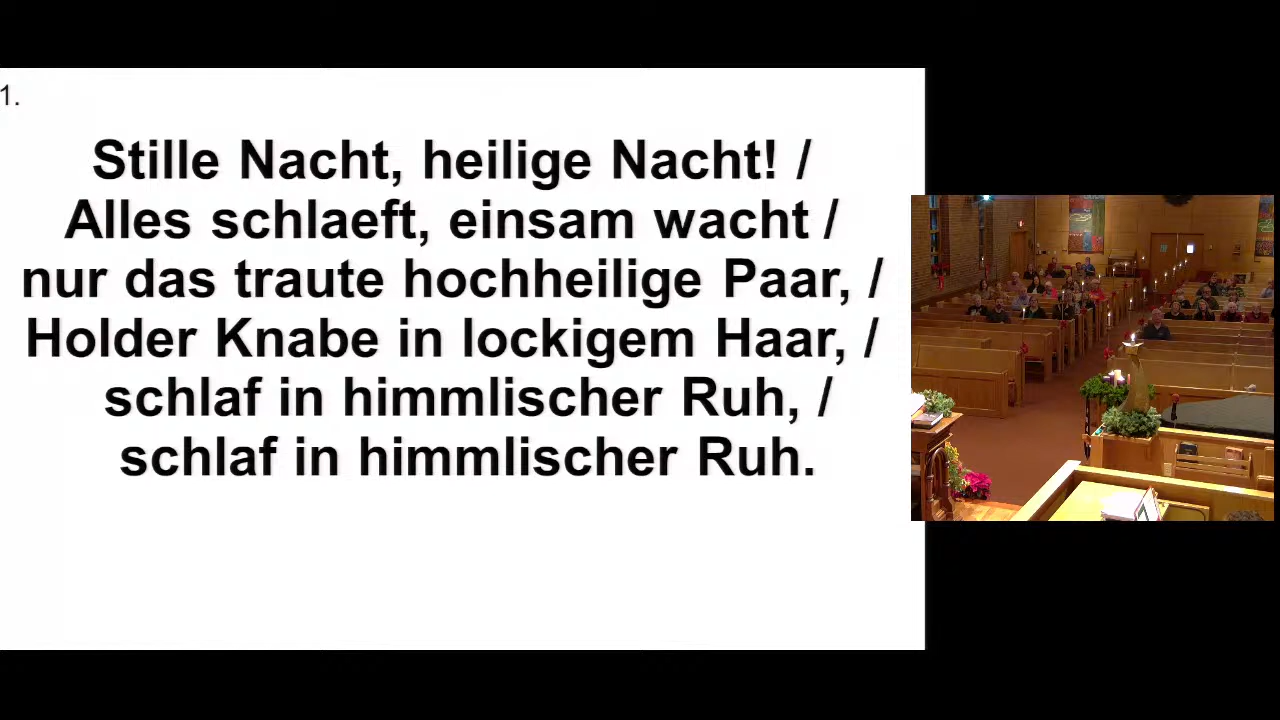 1.
Stille Nacht, heilige Nacht! /
Alles schlaeft, einsam wacht /
nur das traute hochheilige Paar, /
Holder Knabe in lockigem Haar, /
schlaf in himmlischer Ruh, /
schlaf in himmlischer Ruh.